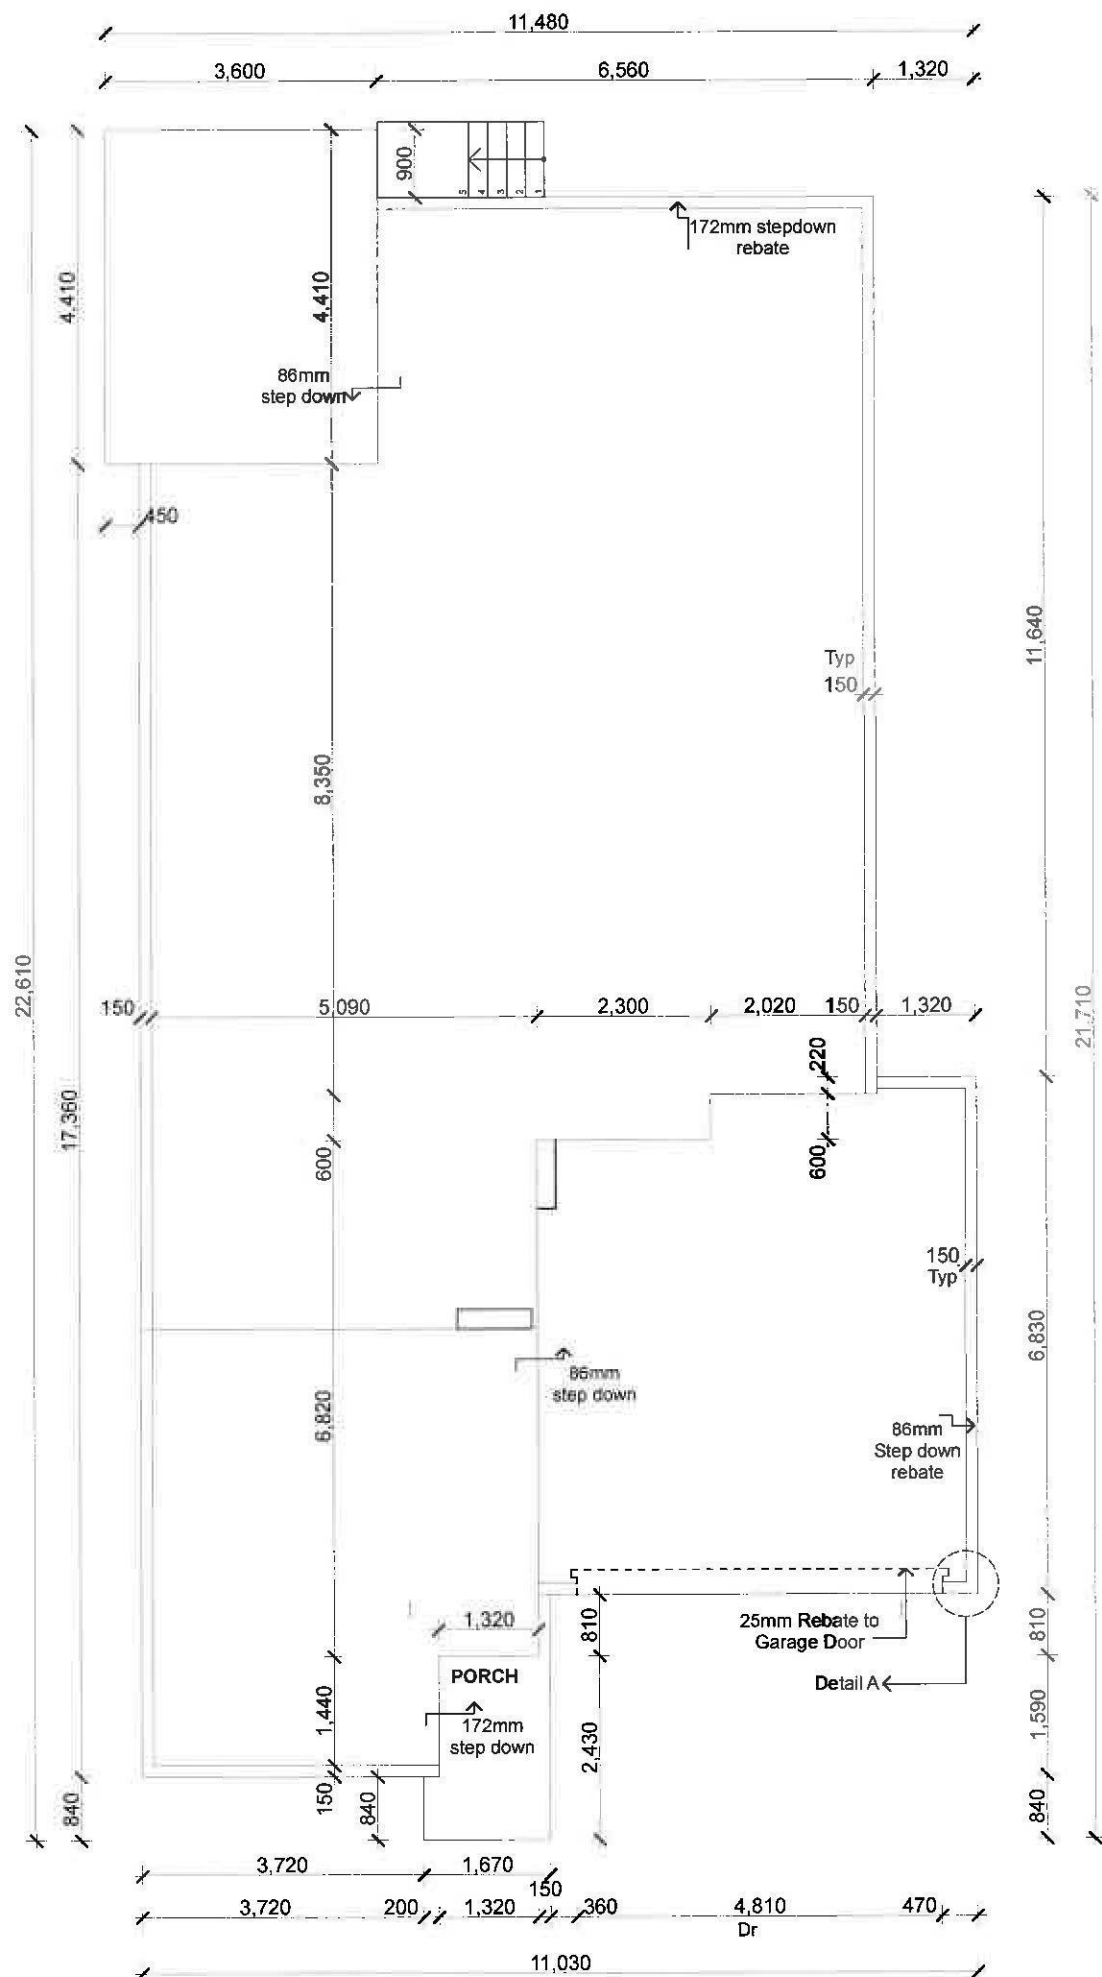 11,480
3,600
6,560
1,320
900
5
4
3
2
1
172mm stepdown
rebate
4,410
4,410
86mm
step down
450
11,640
Typ
150
8,350
22,610
21,710
150
5,090
2,300
2,020
150
1,320
220
17,360
600
600
150
Typ
6,830
86mm
step down
6,820
86mm
Step down
rebate
1,320
810
25mm Rebate to
Garage Door
810
PORCH
Detail A
1,440
172mm
step down
2,430
1,590
840
150
840
840
3,720
1,670
150
3,720
200
1,320
360
4,810
470
Dr
11,030